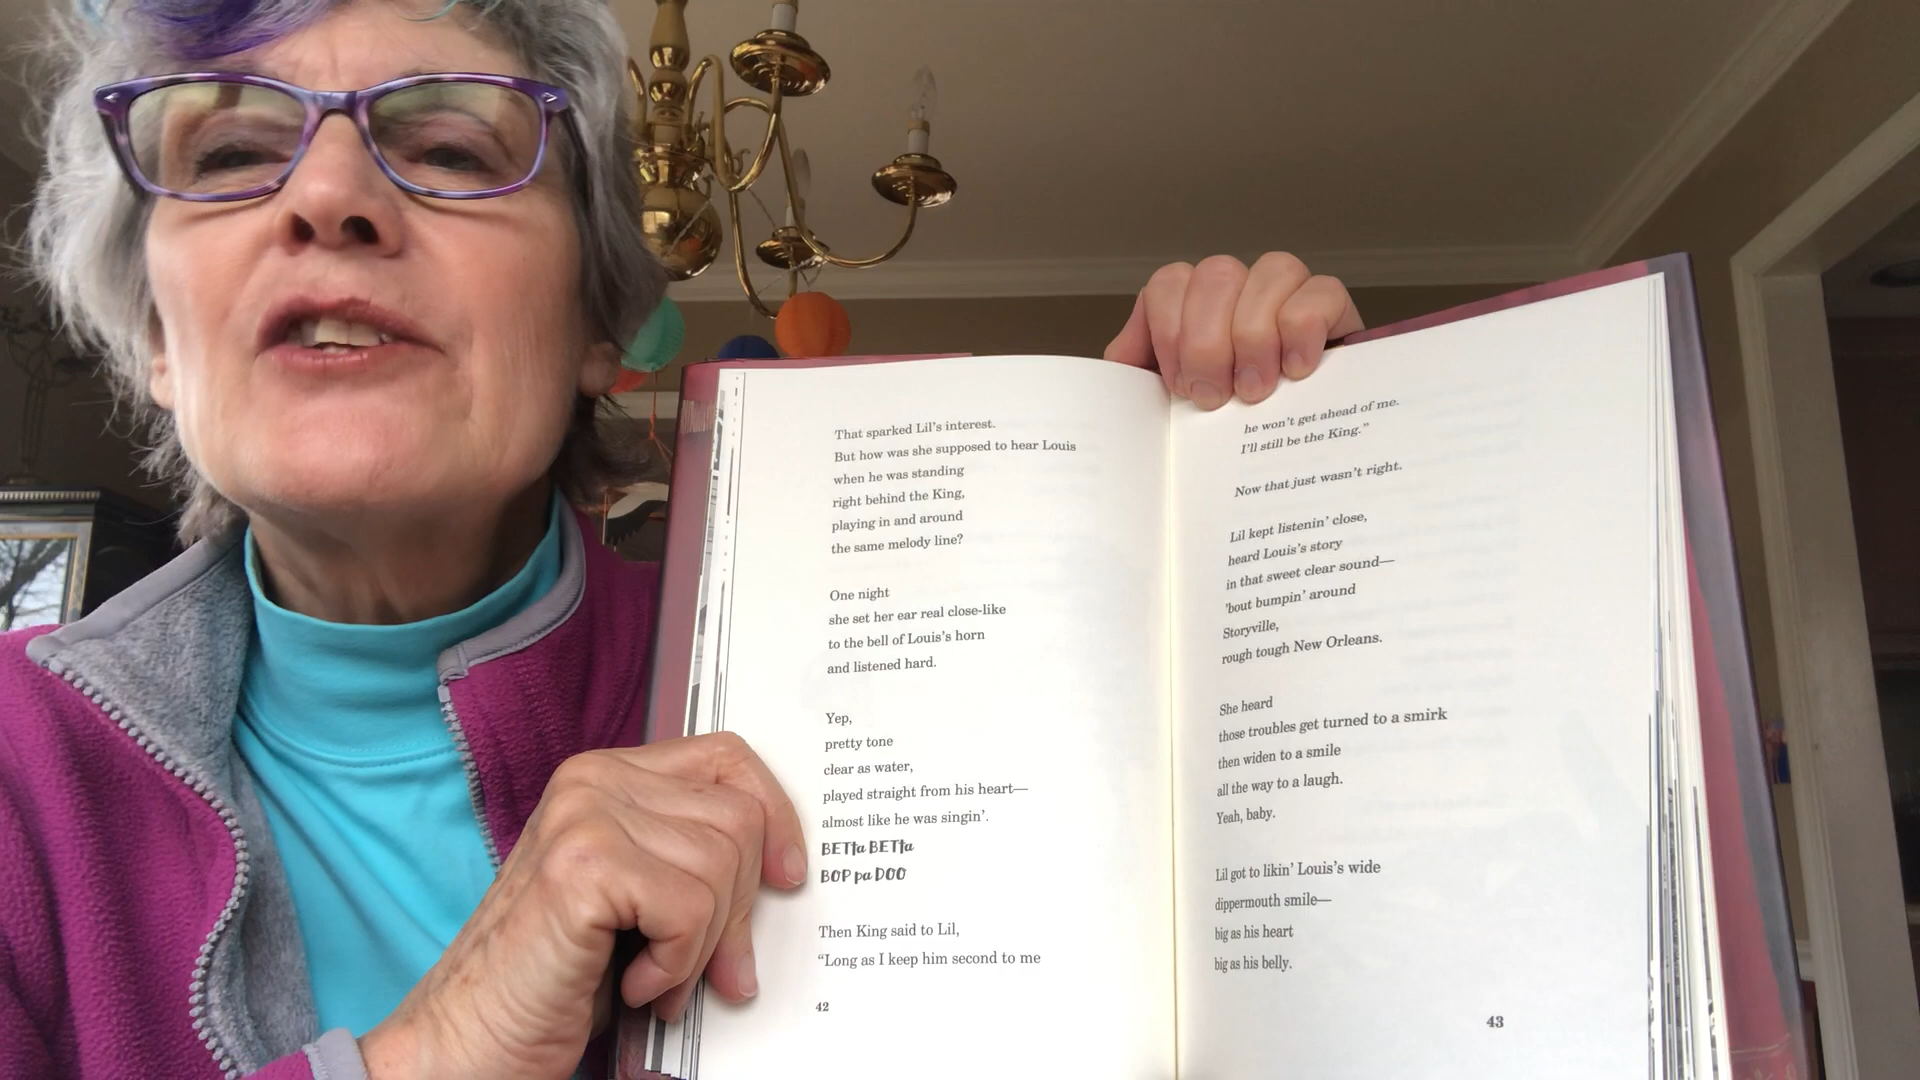 That sparked Lil's interest.
But how was she supposed to hear Louis
when he was standing
right behind the King,
playing in and around
the same melody line?
One night
she set her ear real close-like
to the bell of Louis's horn
and listened hard.
Yep,
pretty tone
clear as water,
played straight from his heart—
almost like he was singin'.
BETTa BETTa
BOP pa DOO
Then King said to Lil,
“Long as I keep him second to me
42
he won't get ahead of me.
I'll still be the King.”
Now that just wasn't right.
Lil kept listenin' close,
heard Louis's story
in that sweet clear sound—
'bout bumpin' around
Storyville,
rough tough New Orleans.
She heard
those troubles get turned to a smirk
then widen to a smile
all the way to a laugh.
Yeah, baby.
Lil got to likin' Louis's wide
dippermouth smile—
big as his heart
big as his belly.
43